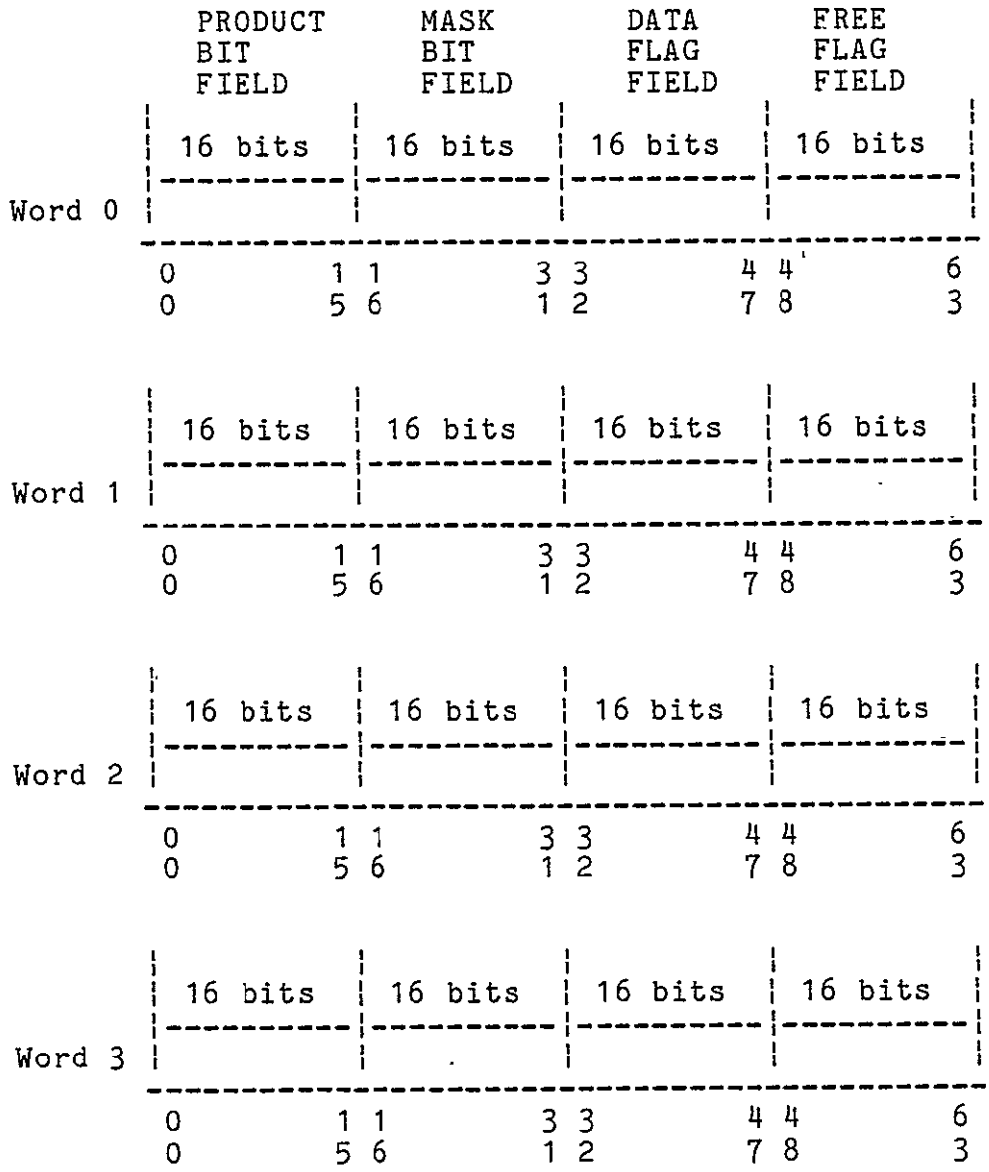 PRODUCT MASK DATA FREE
BIT BIT FLAG FLAG
FIELD FIELD FIELD FIELD
16 bits 16 bits 16 bits 16 bits
Word 0
0 1 1 3 3 4 4 6
0 5 6 1 2 7 8 3
16 bits 16 bits 16 bits 16 bits
Word 1
0 1 1 3 3 4 4 6
0 5 6 1 2 7 8 3
16 bits 16 bits 16 bits 16 bits
Word 2
0 1 1 3 3 4 4 6
0 5 6 1 2 7 8 3
16 bits 16 bits 16 bits 16 bits
Word 3
0 1 1 3 3 4 4 6
0 5 6 1 2 7 8 3